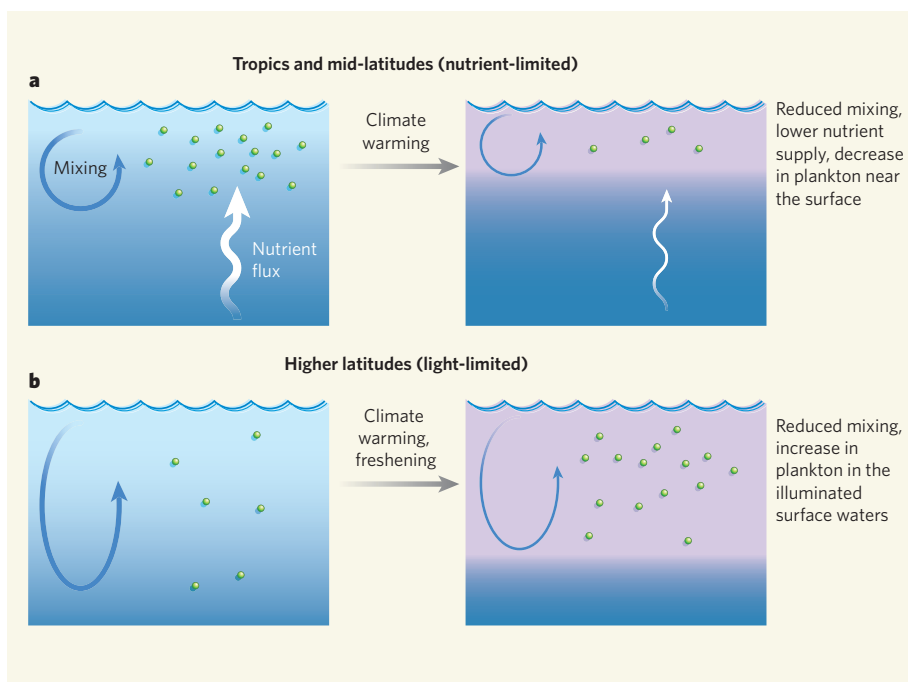 Tropics and mid-latitudes (nutrient-limited)
a
Mixing
Nutrient
flux
Climate
warming
Reduced mixing,
lower nutrient
supply, decrease
in plankton near
the surface
Higher latitudes (light-limited)
b
Climate
warming,
freshening
Reduced mixing,
increase in
plankton in the
illuminated
surface waters